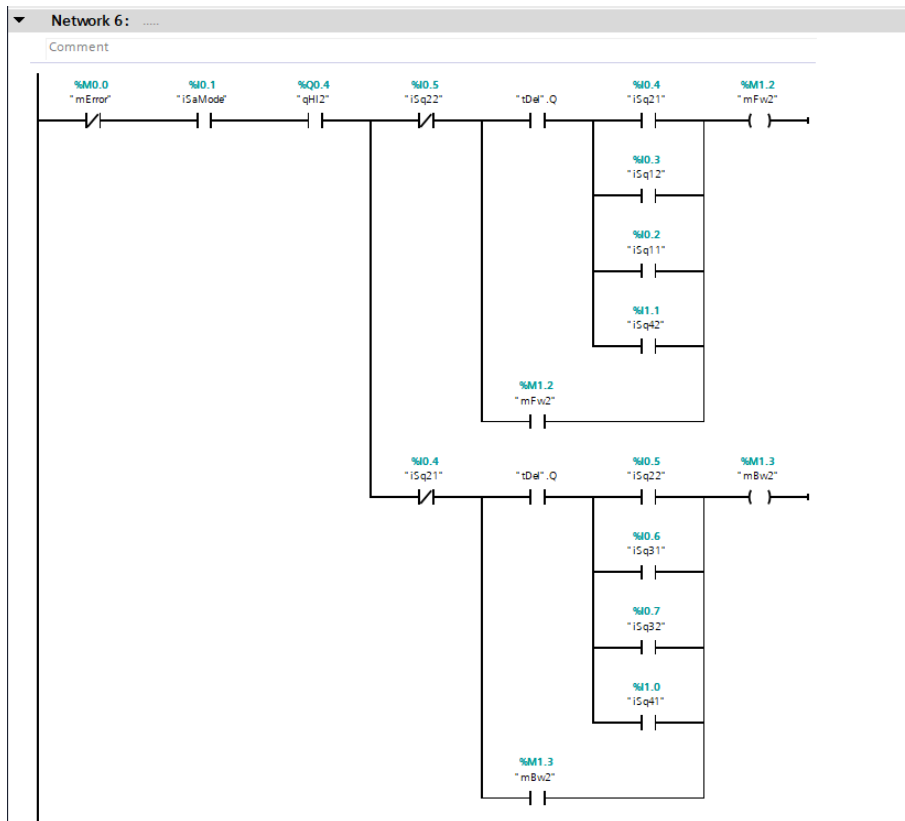 Network 6: .....
Comment
%M0.0 %I0.1 %Q0.4 %I0.5 %I0.4 %M1.2
"mError" "iSaMode" "qHl2" "iSq22" "tDel".Q "iSq21" "mFw2"
%I0.3
"iSq12"
%I0.2
"iSq11"
%I1.1
"iSq42"
%M1.2
"mFw2"
%I0.4 %I0.5 %M1.3
"iSq21" "tDel".Q "iSq22" "mBw2"
%I0.6
"iSq31"
%I0.7
"iSq32"
%I1.0
"iSq41"
%M1.3
"mBw2"